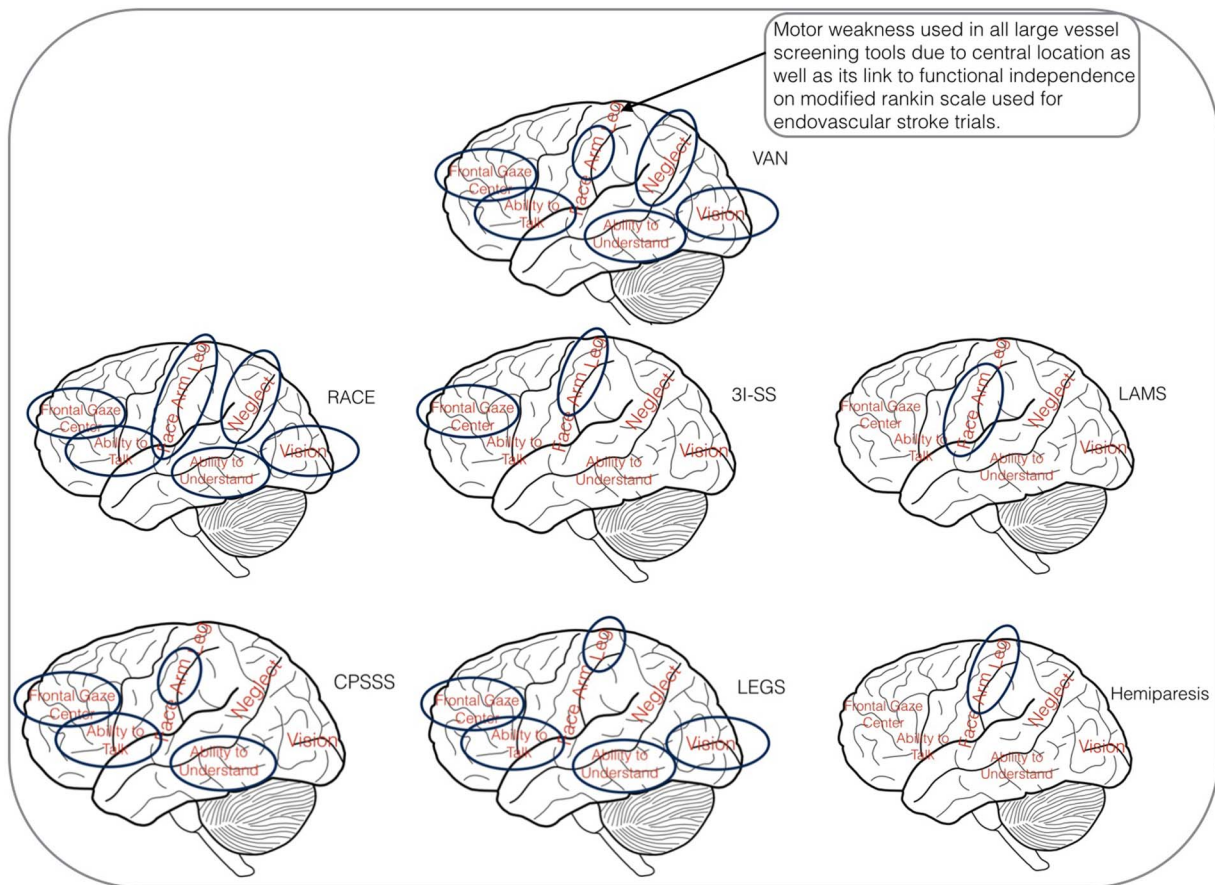 Motor weakness used in all large vessel
screening tools due to central location as
well as its link to functional independence
on modified rankin scale used for
endovascular stroke trials.
VAN
Frontal Gaze
Center
Ability to
Talk
Face Arm Leg
Neglect
Ability to
Understand
Vision
RACE
Frontal Gaze
Center
Ability to
Talk
Face Arm Leg
Neglect
Ability to
Understand
Vision
3I-SS
Frontal Gaze
Center
Ability to
Talk
Face Arm Leg
Neglect
Ability to
Understand
Vision
LAMS
Frontal Gaze
Center
Ability to
Talk
Face Arm Leg
Neglect
Ability to
Understand
Vision
CPSSS
Frontal Gaze
Center
Ability to
Talk
Face Arm Leg
Neglect
Ability to
Understand
Vision
LEGS
Frontal Gaze
Center
Ability to
Talk
Face Arm Leg
Neglect
Ability to
Understand
Vision
Hemiparesis
Frontal Gaze
Center
Ability to
Talk
Face Arm Leg
Neglect
Ability to
Understand
Vision